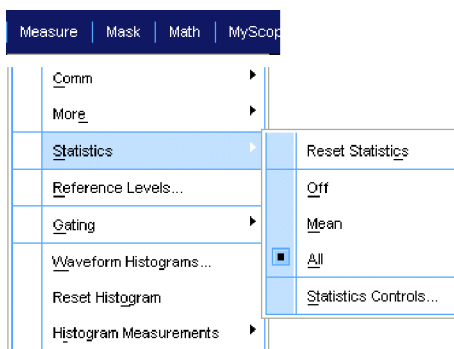 Measure Mask Math MyScop
Comm
More
Statistics
Reference Levels...
Gating
Waveform Histograms...
Reset Histogram
Histogram Measurements
Reset Statistics
Off
Mean
All
Statistics Controls...